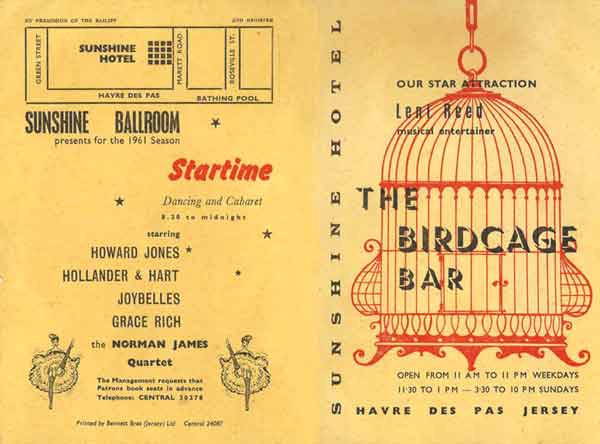 BY PERMISSION OF THE BAILIFF
2ND REGISTER
GREEN STREET
SUNSHINE
HOTEL
MARETT ROAD
ROSEVILLE ST.
HAVRE DES PAS
BATHING POOL
SUNSHINE BALLROOM
presents for the 1961 Season
Startime
Dancing and Cabaret
8.30 to midnight
starring
HOWARD JONES
HOLLANDER & HART
JOYBELLES
GRACE RICH
the NORMAN JAMES
Quartet
The Management requests that
Patrons book seats in advance
Telephone: CENTRAL 20378
Printed by Bennett Bros (Jersey) Ltd Central 24087
SUNSHINE HOTEL
OUR STAR ATTRACTION
Leni Reed
musical entertainer
THE
BIRDCAGE
BAR
OPEN FROM 11 AM TO 11 PM WEEKDAYS
11·30 TO 1 PM — 3·30 TO 10 PM SUNDAYS
HAVRE DES PAS JERSEY